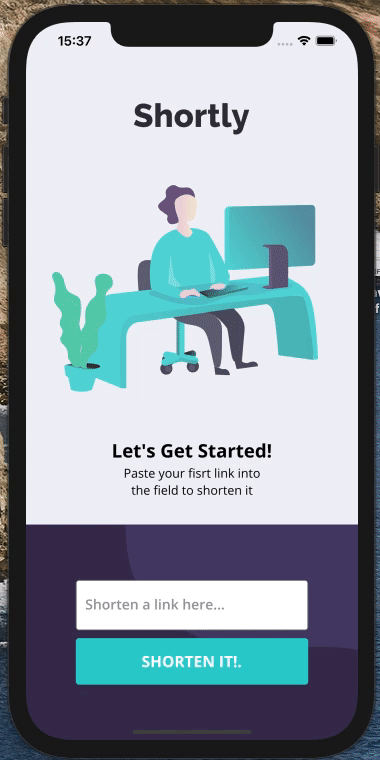 15:37
Shortly
Let's Get Started!
Paste your fisrt link into
the field to shorten it
Shorten a link here...
SHORTEN IT!.